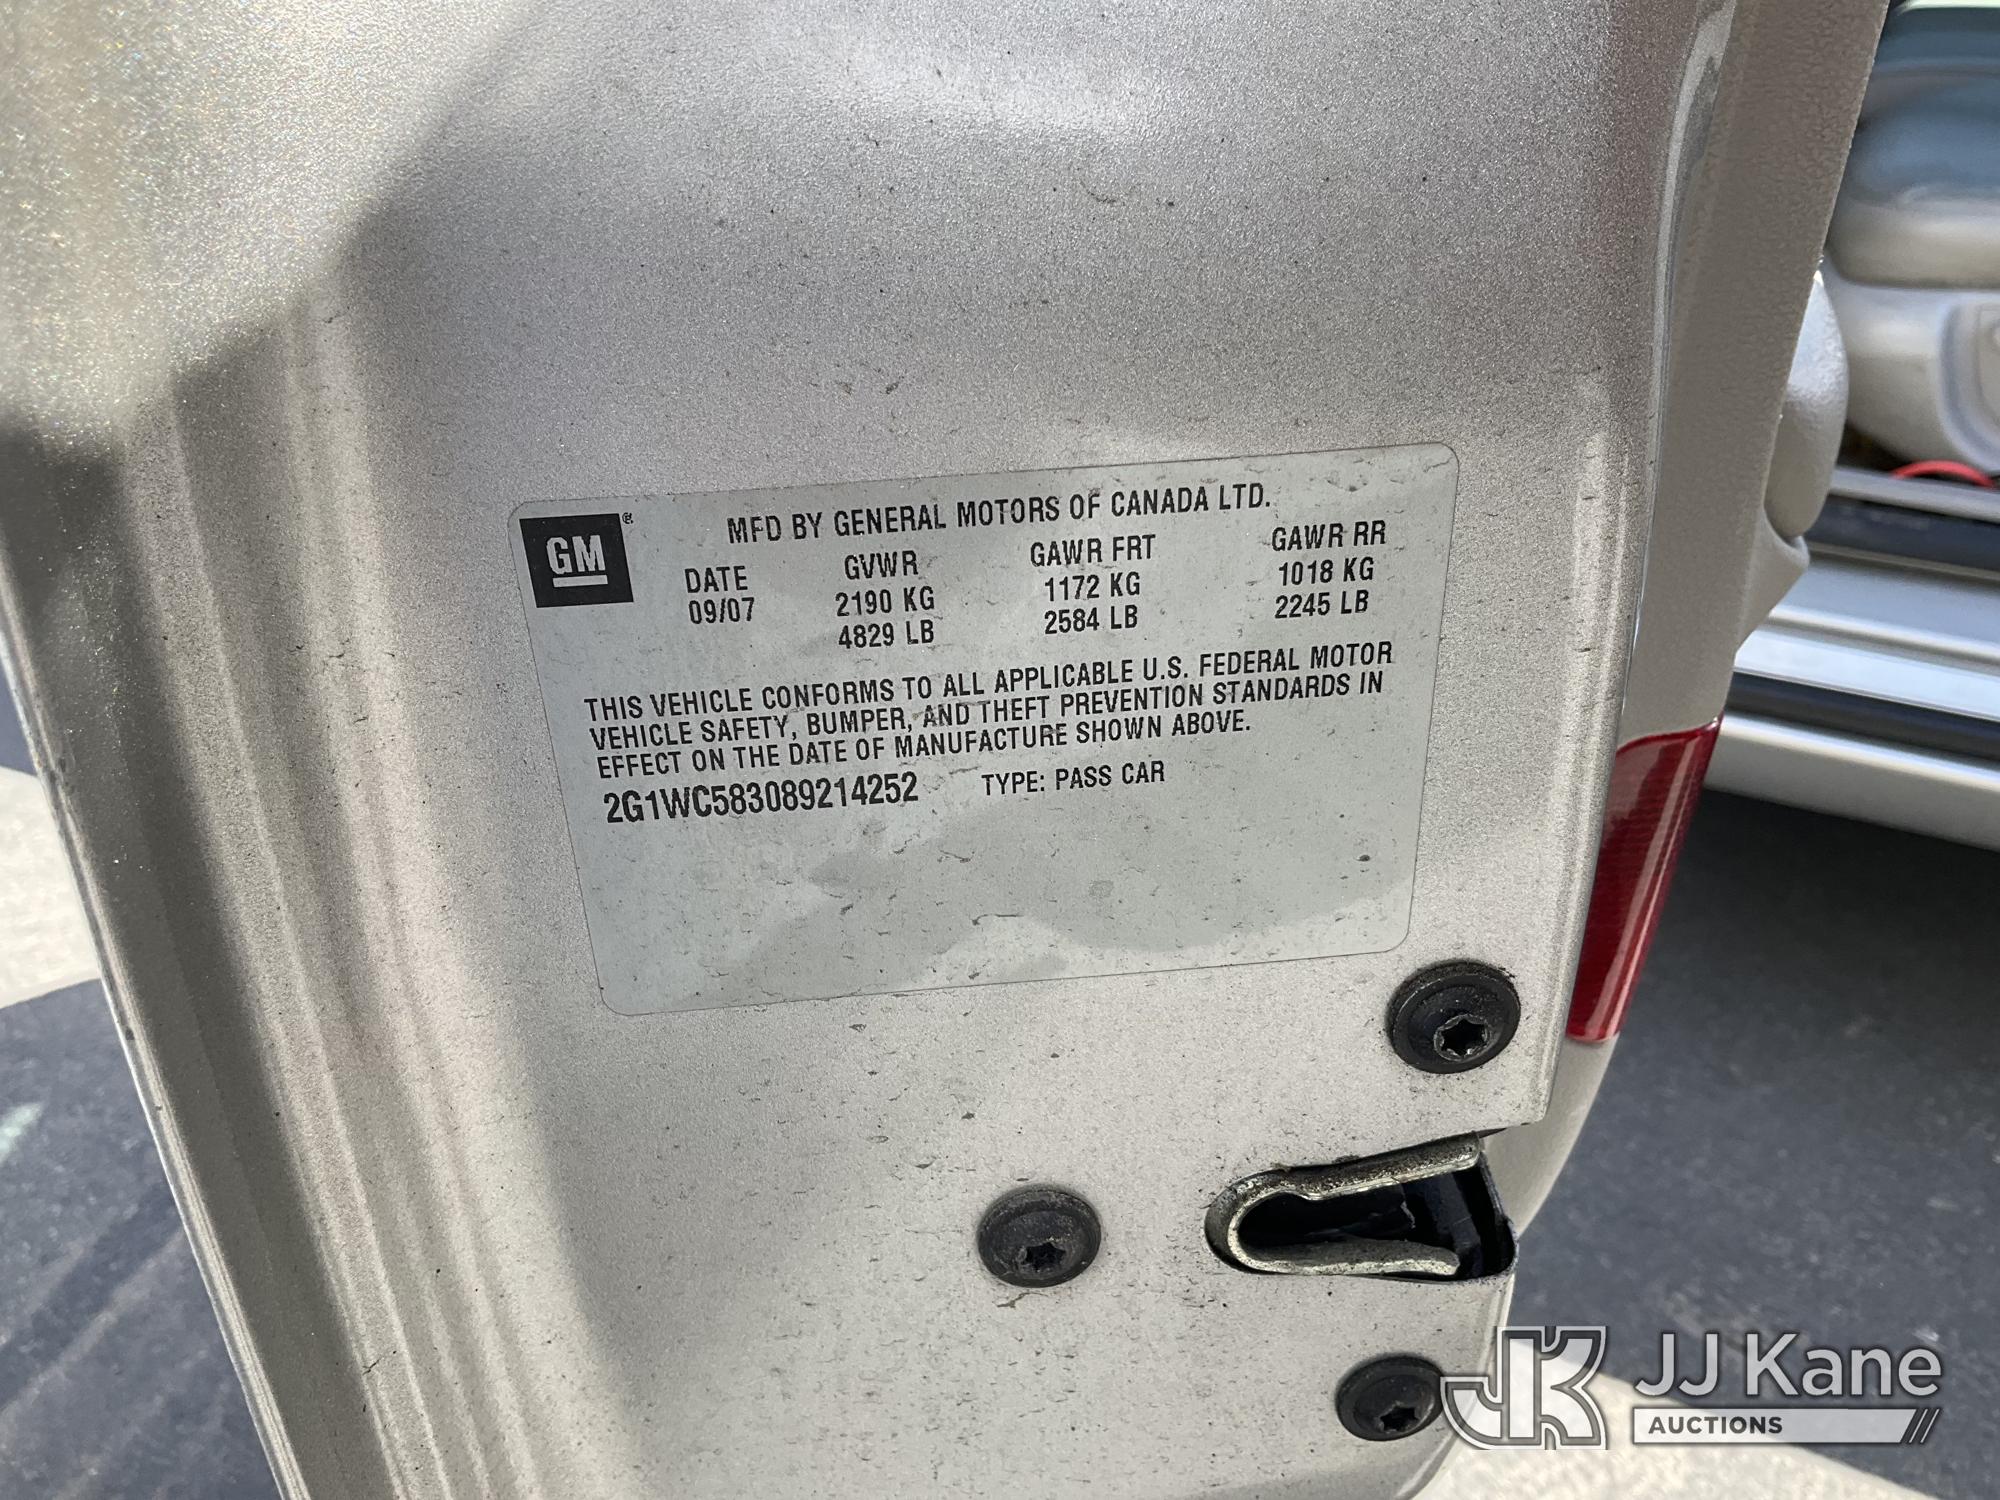 GM®
MFD BY GENERAL MOTORS OF CANADA LTD.
DATE GVWR GAWR FRT GAWR RR
09/07 2190 KG 1172 KG 1018 KG
4829 LB 2584 LB 2245 LB
THIS VEHICLE CONFORMS TO ALL APPLICABLE U.S. FEDERAL MOTOR
VEHICLE SAFETY, BUMPER, AND THEFT PREVENTION STANDARDS IN
EFFECT ON THE DATE OF MANUFACTURE SHOWN ABOVE.
2G1WC583089214252 TYPE: PASS CAR
JK JJ Kane
AUCTIONS